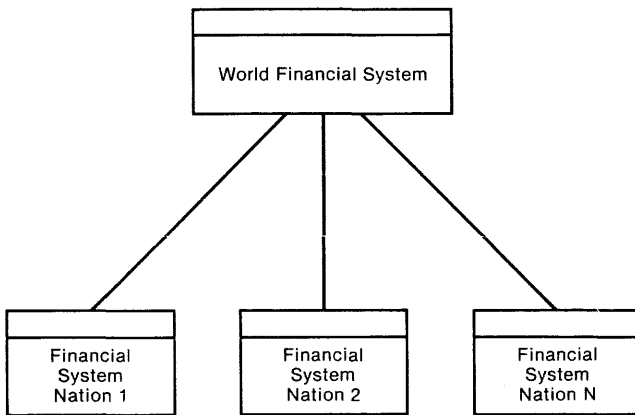 World Financial System
Financial
System
Nation 1
Financial
System
Nation 2
Financial
System
Nation N